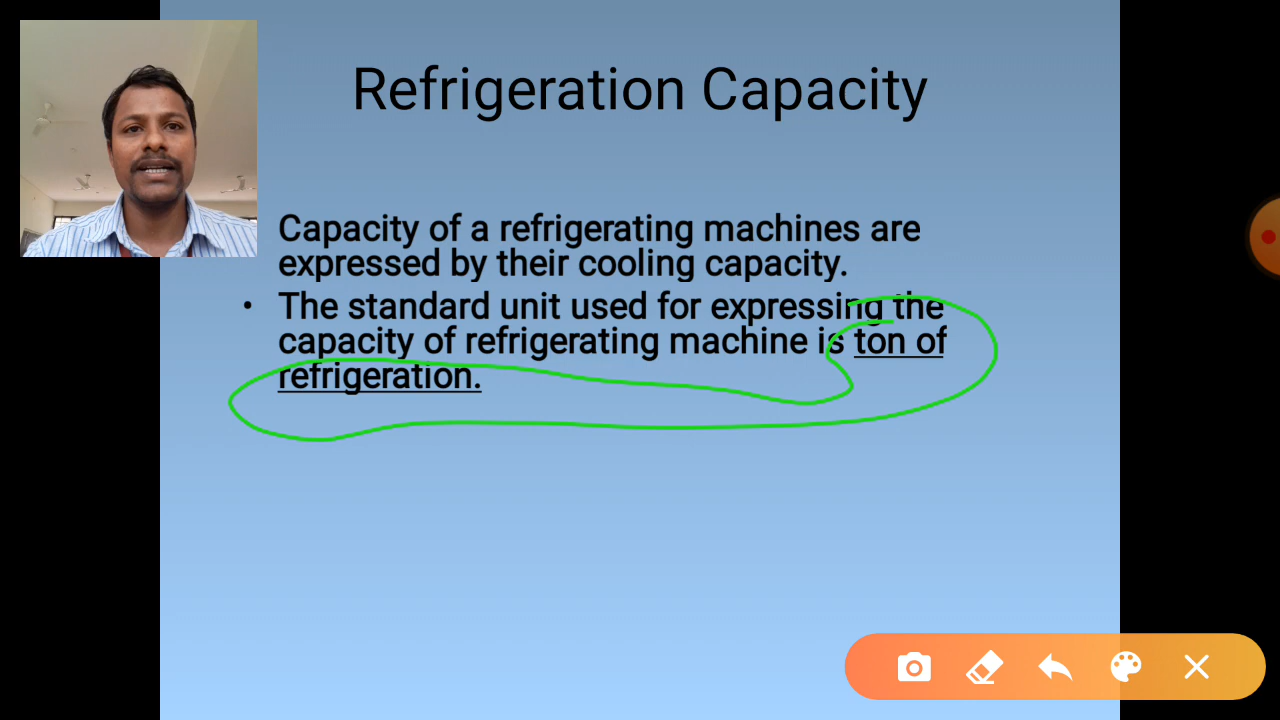 Refrigeration Capacity
Capacity of a refrigerating machines are
expressed by their cooling capacity.
• The standard unit used for expressing the
capacity of refrigerating machine is ton of
refrigeration.